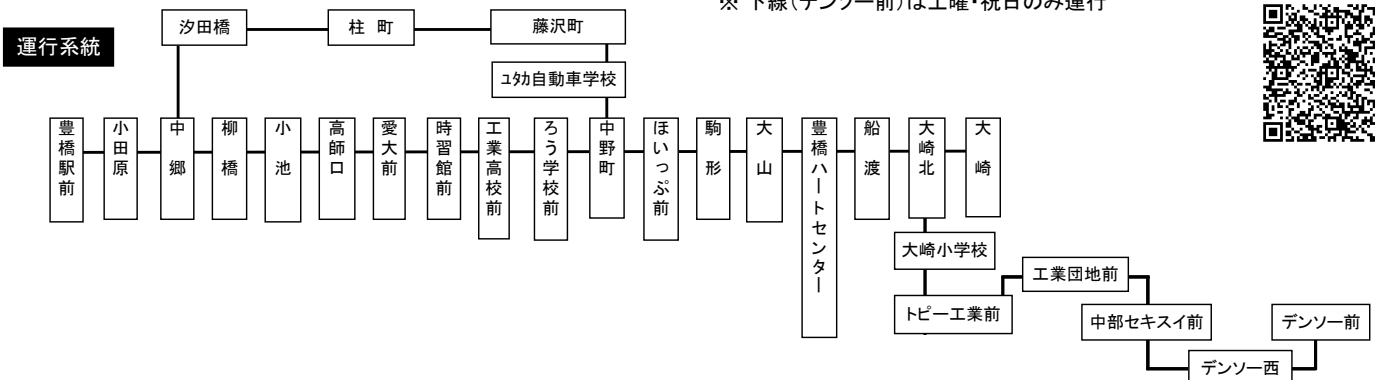 ※ 下線(デンソー前)は土曜・祝日のみ運行
運行系統
汐田橋
柱 町
藤沢町
ユタカ自動車学校
豊橋駅前
小田原
中郷
柳橋
小池
高師口
愛大前
時習館前
工業高校前
ろう学校前
中野町
ほいっぷ前
駒形
大山
豊橋ハートセンター
船渡
大崎北
大崎
大崎小学校
トピー工業前
工業団地前
中部セキスイ前
デンソー西
デンソー前